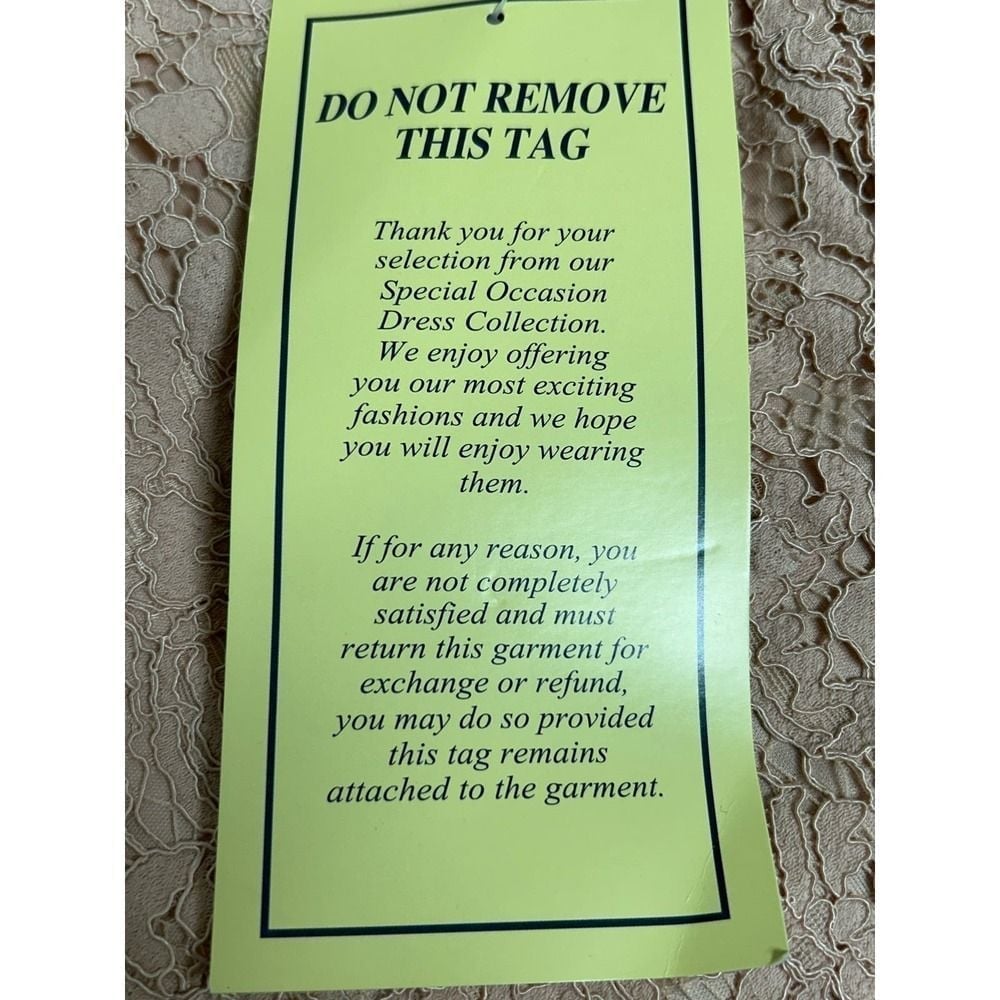 DO NOT REMOVE
THIS TAG
Thank you for your
selection from our
Special Occasion
Dress Collection.
We enjoy offering
you our most exciting
fashions and we hope
you will enjoy wearing
them.
If for any reason, you
are not completely
satisfied and must
return this garment for
exchange or refund,
you may do so provided
this tag remains
attached to the garment.